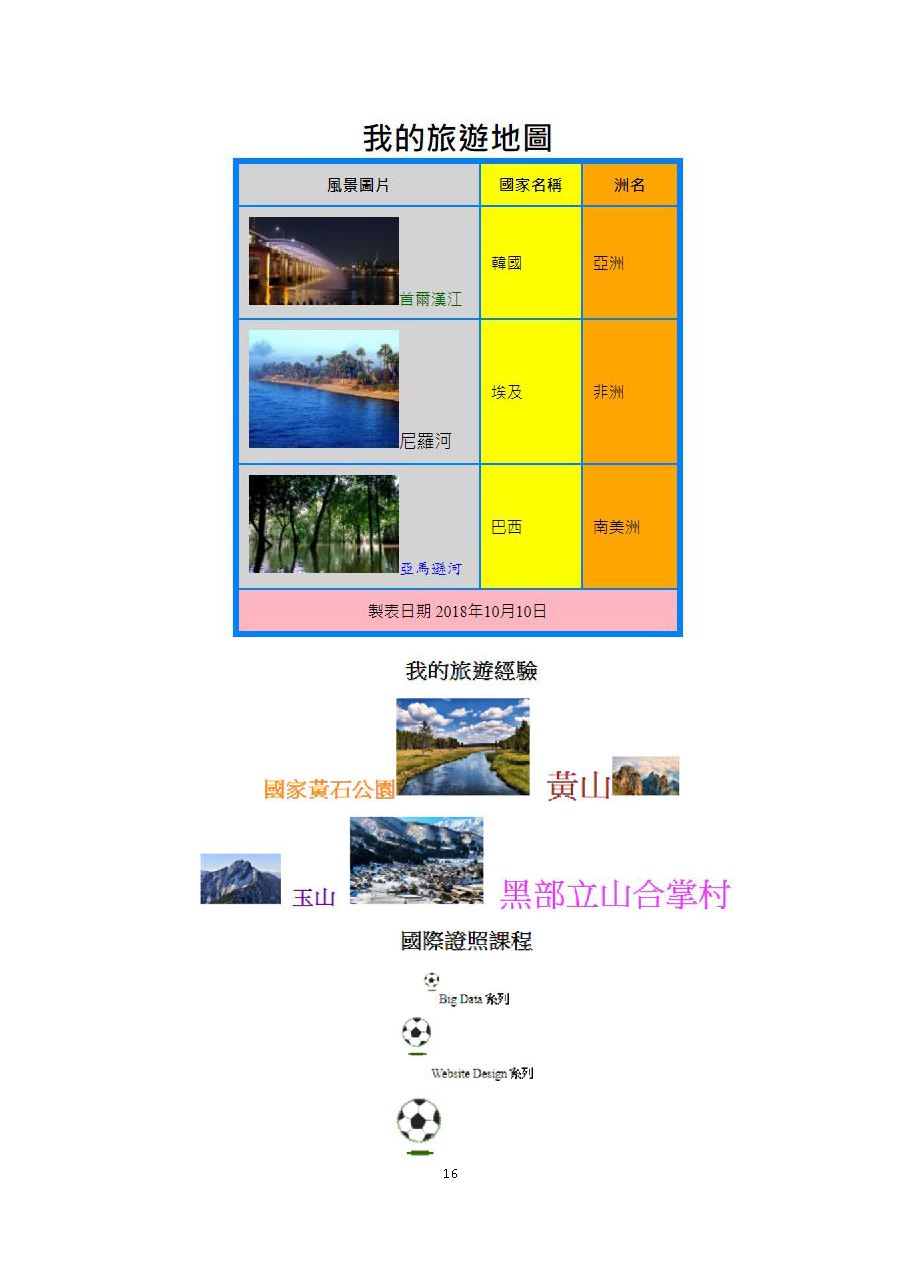 我的旅遊地圖
風景圖片 國家名稱 洲名
首爾漢江 韓國 亞洲
尼羅河 埃及 非洲
亞馬遜河 巴西 南美洲
製表日期 2018年10月10日
我的旅遊經驗
國家黃石公園 黃山
玉山 黑部立山合掌村
國際證照課程
Big Data 系列
Website Design 系列
16